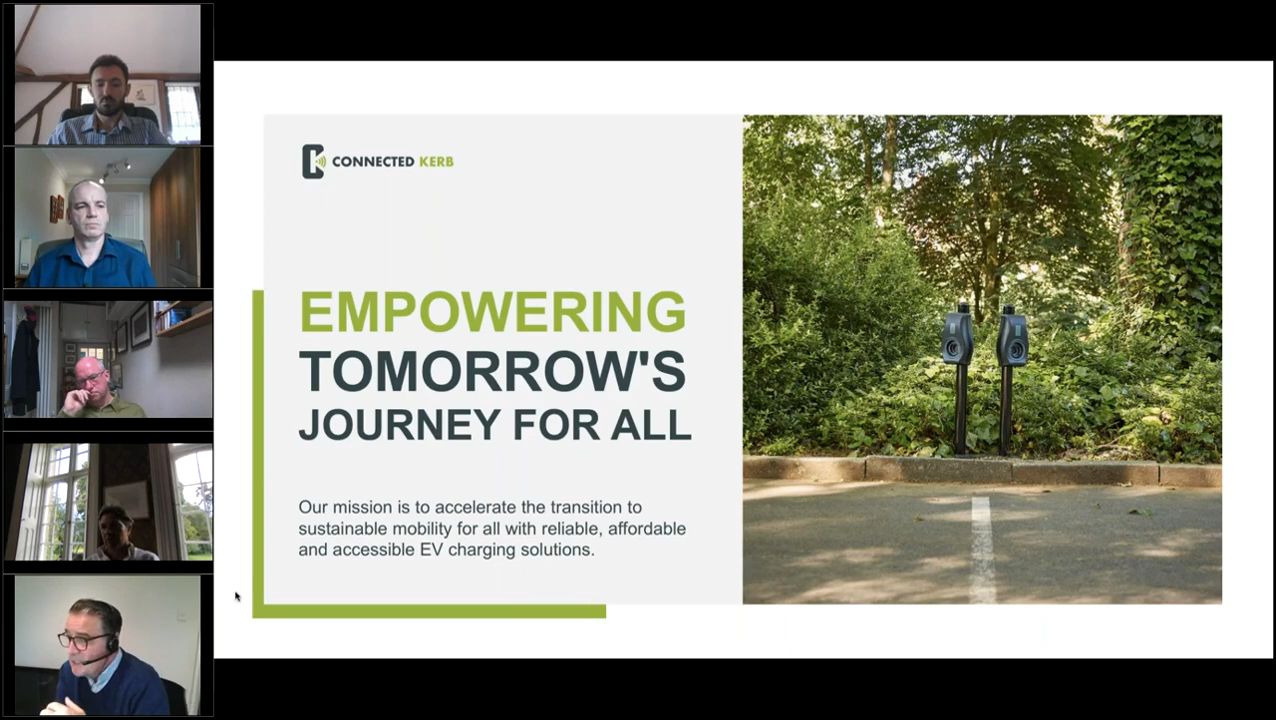 CONNECTED KERB
EMPOWERING
TOMORROW'S
JOURNEY FOR ALL
Our mission is to accelerate the transition to
sustainable mobility for all with reliable, affordable
and accessible EV charging solutions.